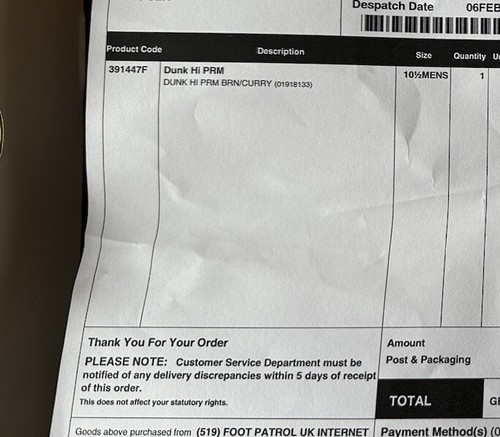 Despatch Date 06FEB
Product Code Description Size Quantity
391447F Dunk Hi PRM 10½MENS 1
DUNK HI PRM BRN/CURRY (01918133)
Thank You For Your Order
PLEASE NOTE: Customer Service Department must be
notified of any delivery discrepancies within 5 days of receipt
of this order.
This does not affect your statutory rights.
Amount
Post & Packaging
TOTAL
Goods above purchased from (519) FOOT PATROL UK INTERNET
Payment Method(s)